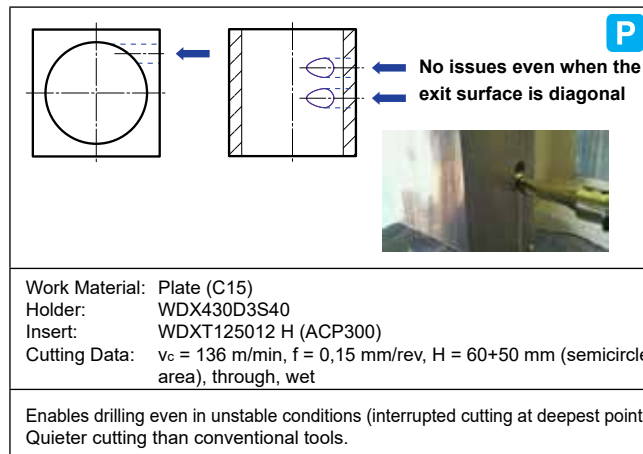 P
No issues even when the
exit surface is diagonal
Work Material: Plate (C15)
Holder: WDX430D3S40
Insert: WDXT125012 H (ACP300)
Cutting Data: vc = 136 m/min, f = 0,15 mm/rev, H = 60+50 mm (semicircle
area), through, wet
Enables drilling even in unstable conditions (interrupted cutting at deepest point
Quieter cutting than conventional tools.